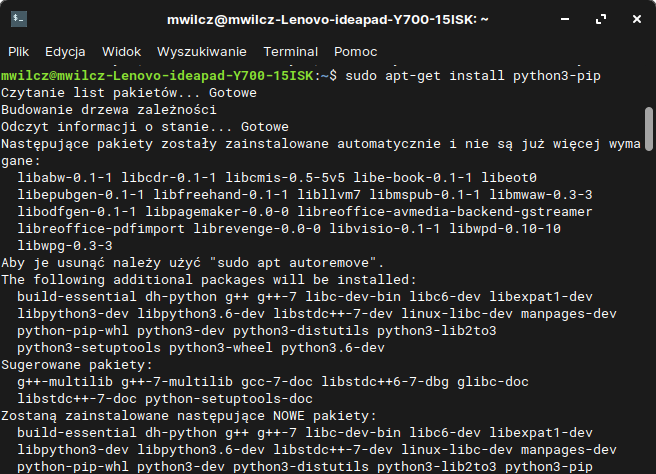 mwilcz@mwilcz-Lenovo-ideapad-Y700-15ISK: ~
Plik Edycja Widok Wyszukiwanie Terminal Pomoc
mwilcz@mwilcz-Lenovo-ideapad-Y700-15ISK:~$ sudo apt-get install python3-pip
Czytanie list pakietów... Gotowe
Budowanie drzewa zależności
Odczyt informacji o stanie... Gotowe
Następujące pakiety zostały zainstalowane automatycznie i nie są już więcej wyma
gane:
  libabw-0.1-1 libcdr-0.1-1 libcmis-0.5-5v5 libe-book-0.1-1 libeot0
  libepubgen-0.1-1 libfreehand-0.1-1 libllvm7 libmspub-0.1-1 libmwaw-0.3-3
  libodfgen-0.1-1 libpagemaker-0.0-0 libreoffice-avmedia-backend-gstreamer
  libreoffice-pdfimport librevenge-0.0-0 libvisio-0.1-1 libwpd-0.10-10
  libwpg-0.3-3
Aby je usunąć należy użyć "sudo apt autoremove".
The following additional packages will be installed:
  build-essential dh-python g++ g++-7 libc-dev-bin libc6-dev libexpat1-dev
  libpython3-dev libpython3.6-dev libstdc++-7-dev linux-libc-dev manpages-dev
  python-pip-whl python3-dev python3-distutils python3-lib2to3
  python3-setuptools python3-wheel python3.6-dev
Sugerowane pakiety:
  g++-multilib g++-7-multilib gcc-7-doc libstdc++6-7-dbg glibc-doc
  libstdc++-7-doc python-setuptools-doc
Zostaną zainstalowane następujące NOWE pakiety:
  build-essential dh-python g++ g++-7 libc-dev-bin libc6-dev libexpat1-dev
  libpython3-dev libpython3.6-dev libstdc++-7-dev linux-libc-dev manpages-dev
  python-pip-whl python3-dev python3-distutils python3-lib2to3 python3-pip